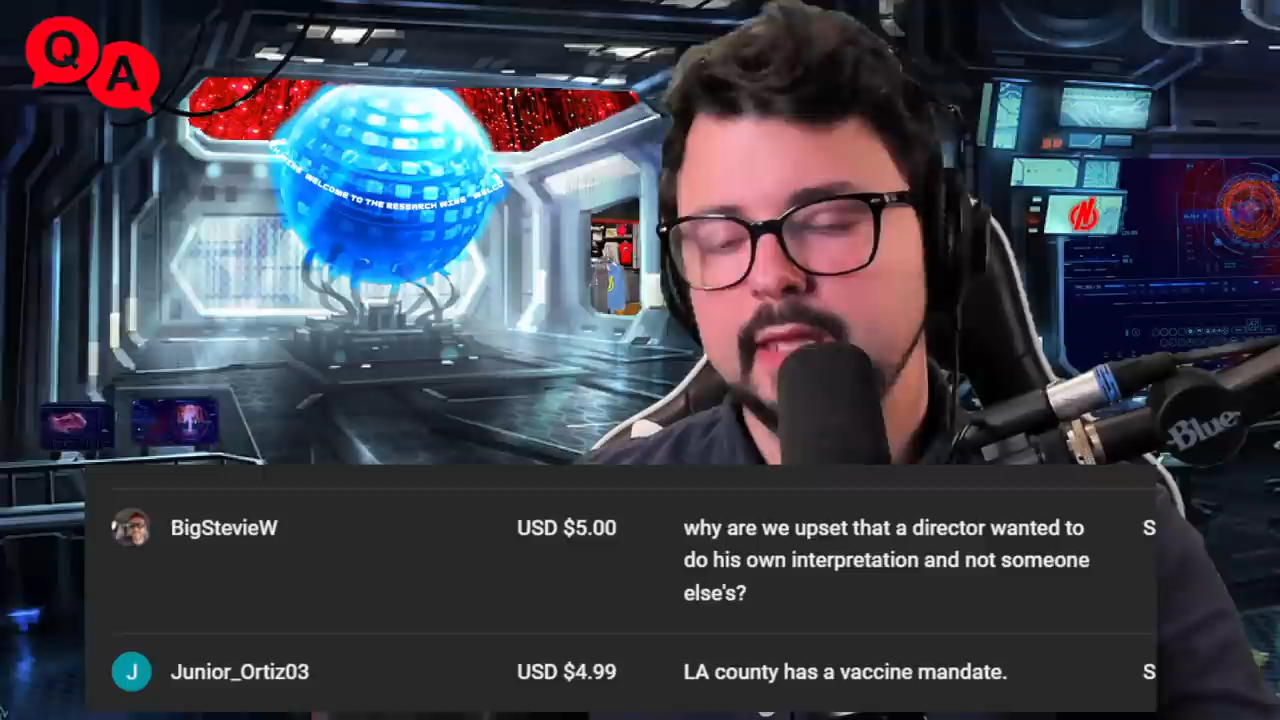 Q A
WELCOME TO THE RESEARCH WING
Blue
BigStevieW USD $5.00 why are we upset that a director wanted to S
do his own interpretation and not someone
else's?
J Junior_Ortiz03 USD $4.99 LA county has a vaccine mandate. S